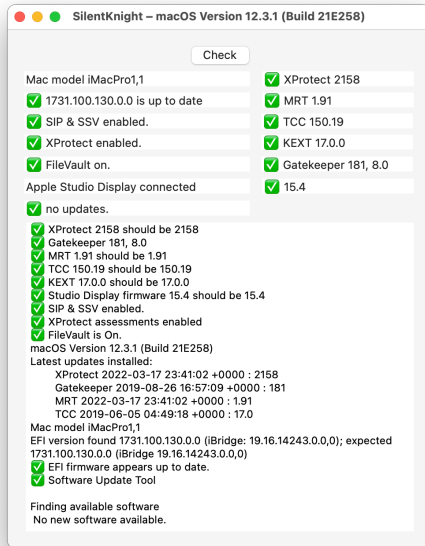 SilentKnight – macOS Version 12.3.1 (Build 21E258)
Check
Mac model iMacPro1,1
XProtect 2158
1731.100.130.0.0 is up to date
MRT 1.91
SIP & SSV enabled.
TCC 150.19
XProtect enabled.
KEXT 17.0.0
FileVault on.
Gatekeeper 181, 8.0
Apple Studio Display connected
15.4
no updates.
XProtect 2158 should be 2158
Gatekeeper 181, 8.0
MRT 1.91 should be 1.91
TCC 150.19 should be 150.19
KEXT 17.0.0 should be 17.0.0
Studio Display firmware 15.4 should be 15.4
SIP & SSV enabled.
XProtect assessments enabled
FileVault is On.
macOS Version 12.3.1 (Build 21E258)
Latest updates installed:
XProtect 2022-03-17 23:41:02 +0000 : 2158
Gatekeeper 2019-08-26 16:57:09 +0000 : 181
MRT 2022-03-17 23:41:02 +0000 : 1.91
TCC 2019-06-05 04:49:18 +0000 : 17.0
Mac model iMacPro1,1
EFI version found 1731.100.130.0.0 (iBridge: 19.16.14243.0.0,0); expected
1731.100.130.0.0 (iBridge 19.16.14243.0.0,0)
EFI firmware appears up to date.
Software Update Tool
Finding available software
No new software available.